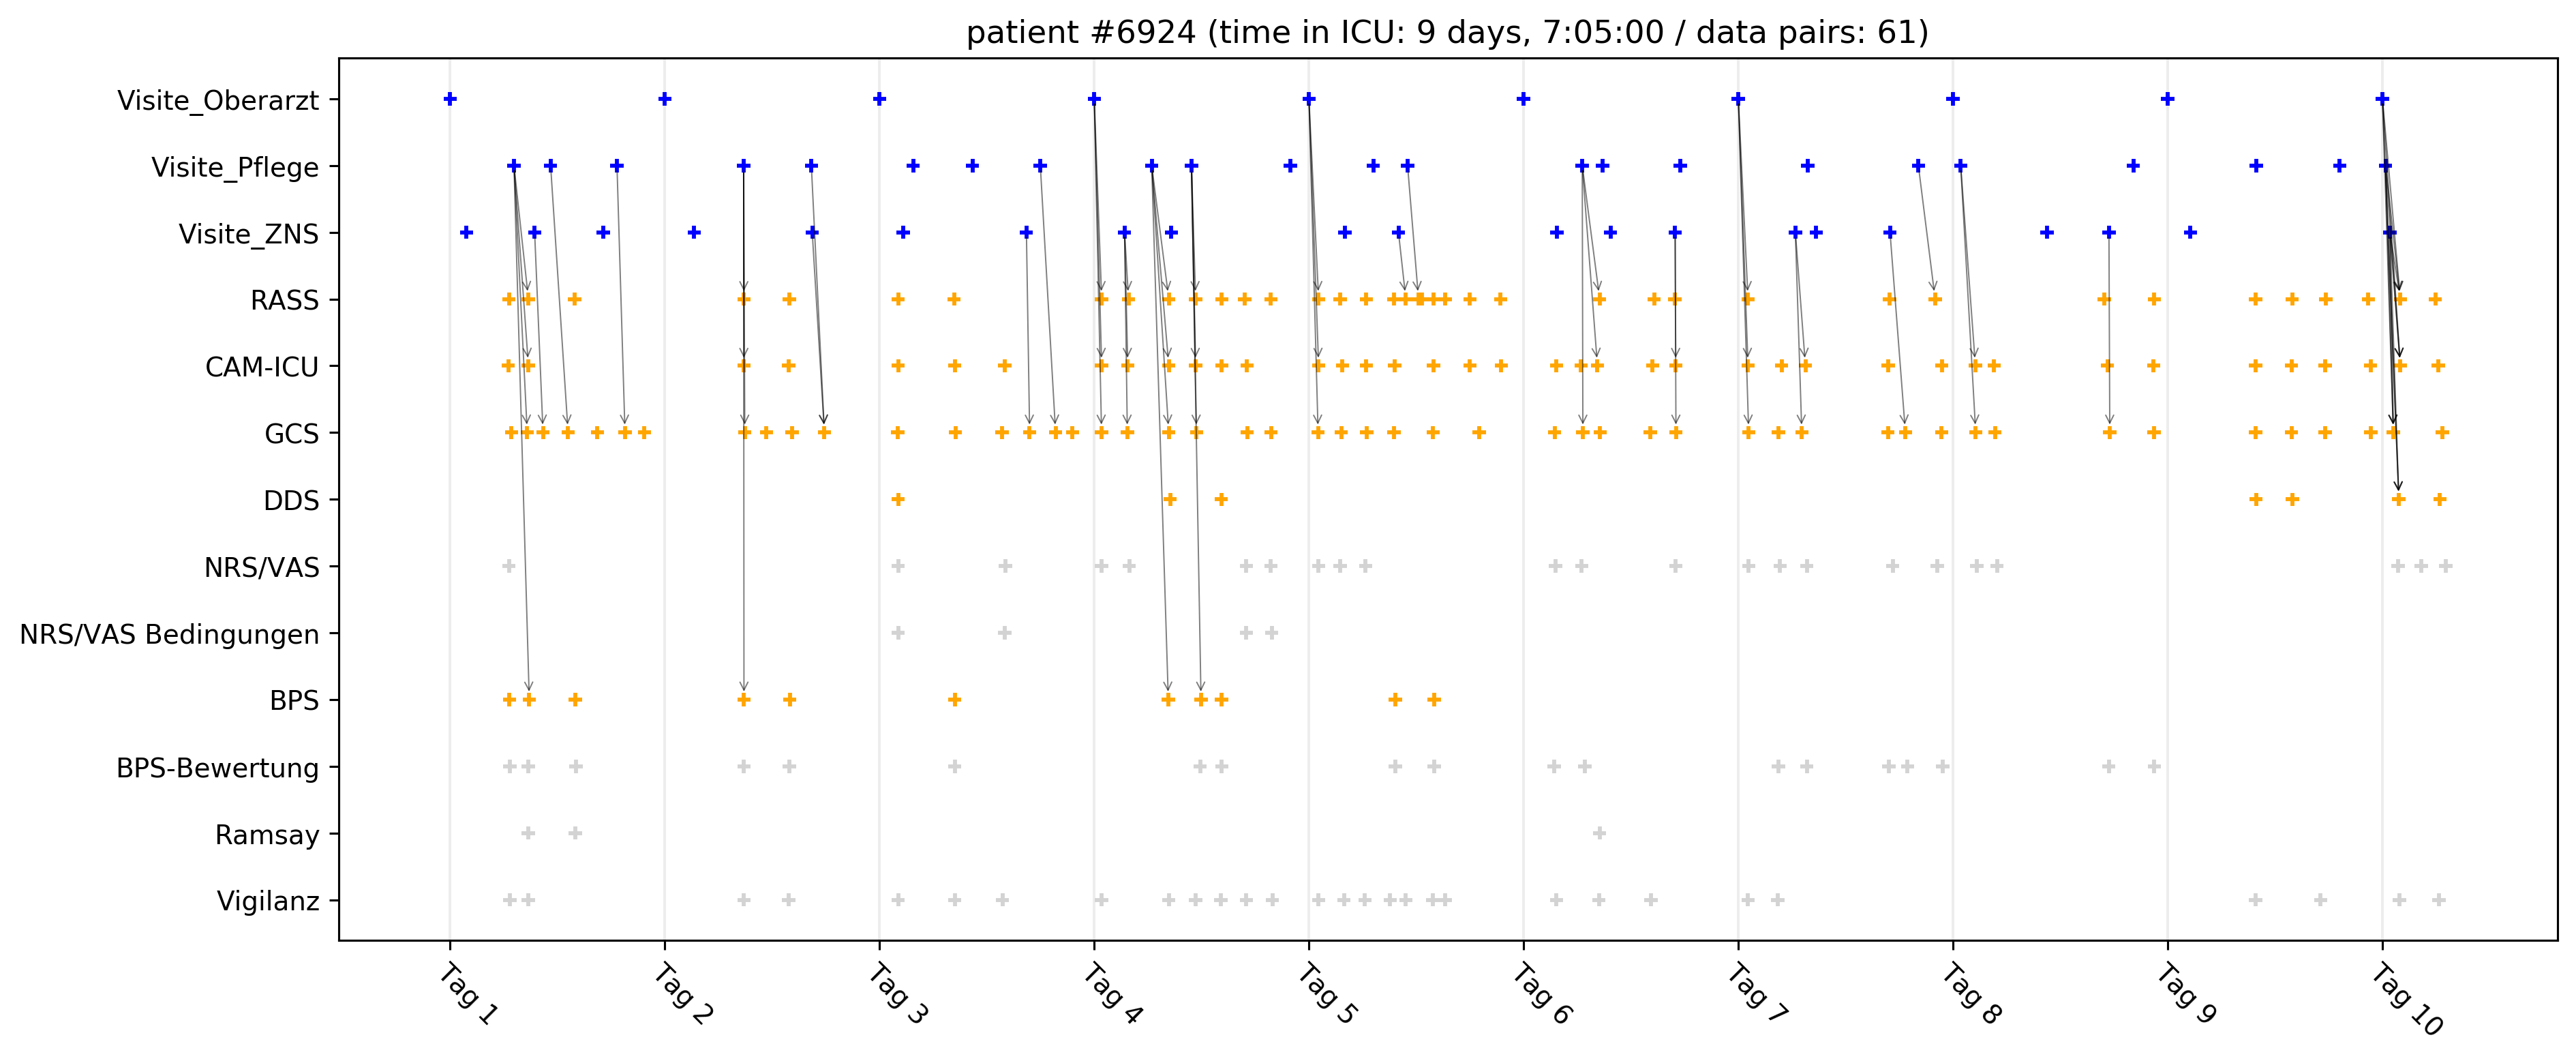 patient #6924 (time in ICU: 9 days, 7:05:00 / data pairs: 61)
Visite_Oberarzt
Visite_Pflege
Visite_ZNS
RASS
CAM-ICU
GCS
DDS
NRS/VAS
NRS/VAS Bedingungen
BPS
BPS-Bewertung
Ramsay
Vigilanz
Tag 1
Tag 2
Tag 3
Tag 4
Tag 5
Tag 6
Tag 7
Tag 8
Tag 9
Tag 10